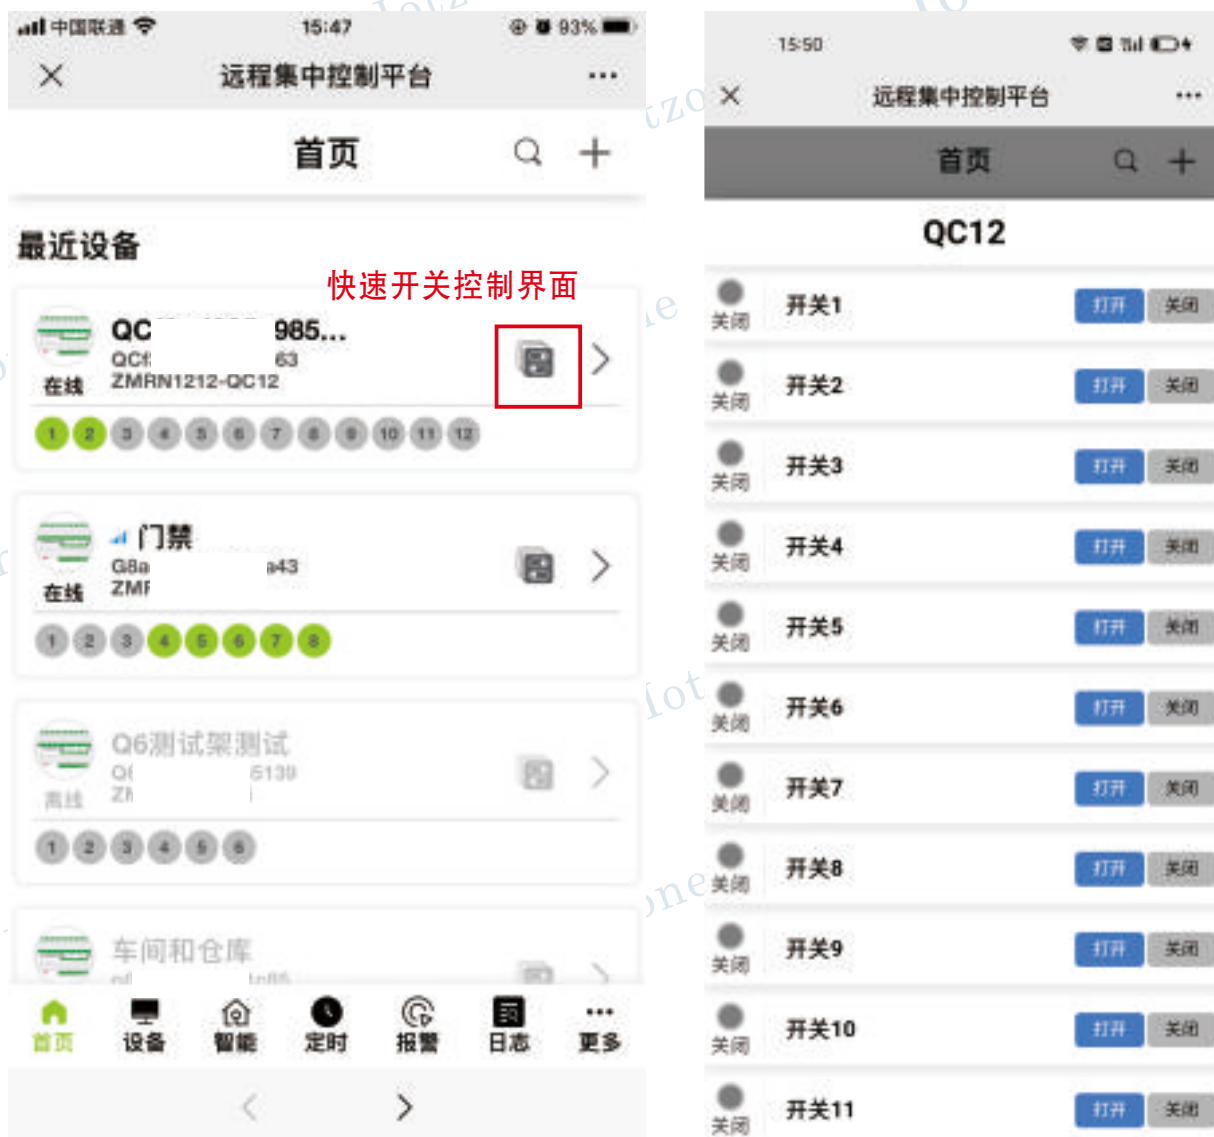 中国联通
15:47
93%
远程集中控制平台
首页
最近设备
快速开关控制界面
QC 985...
QCf 63
在线
ZMRN1212-QC12
1 2 3 4 5 6 7 8 9 10 11 12
门禁
G8a a43
在线
ZMF
1 2 3 4 5 6 7 8
Q6测试架测试
5139
离线
1 2 3 4 5 6
车间和仓库
首页 设备 智能 定时 报警 日志 更多
15:50
远程集中控制平台
首页
QC12
关闭 开关1 打开 关闭
关闭 开关2 打开 关闭
关闭 开关3 打开 关闭
关闭 开关4 打开 关闭
关闭 开关5 打开 关闭
关闭 开关6 打开 关闭
关闭 开关7 打开 关闭
关闭 开关8 打开 关闭
关闭 开关9 打开 关闭
关闭 开关10 打开 关闭
关闭 开关11 打开 关闭